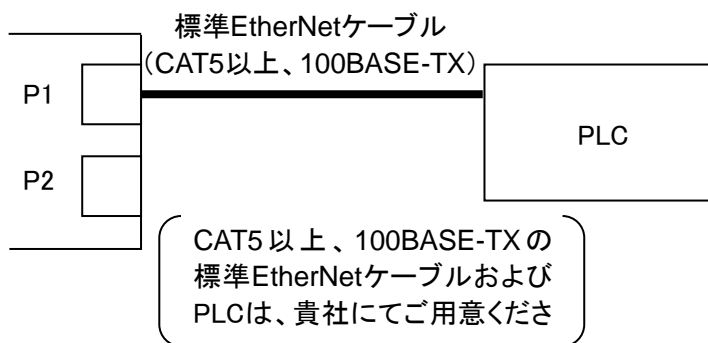 標準EtherNetケーブル
(CAT5以上、100BASE-TX)
P1
PLC
P2
CAT5以上、100BASE-TXの
標準EtherNetケーブルおよび
PLCは、貴社にてご用意くださ